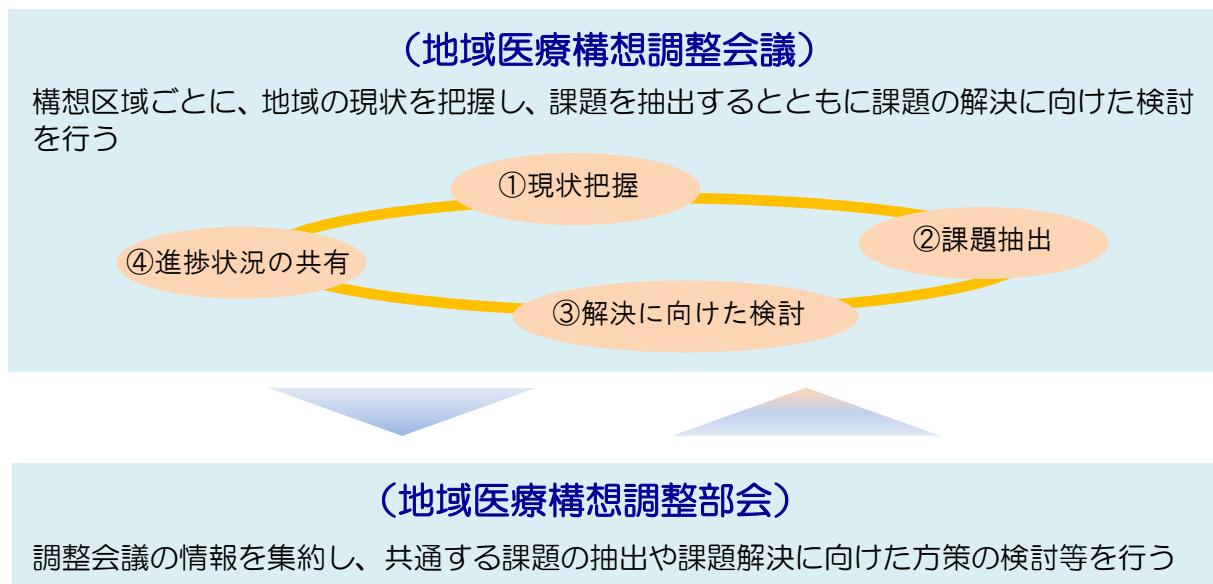 （地域医療構想調整会議）
構想区域ごとに、地域の現状を把握し、課題を抽出するとともに課題の解決に向けた検討
を行う
①現状把握
②課題抽出
④進捗状況の共有
③解決に向けた検討
（地域医療構想調整部会）
調整会議の情報を集約し、共通する課題の抽出や課題解決に向けた方策の検討等を行う